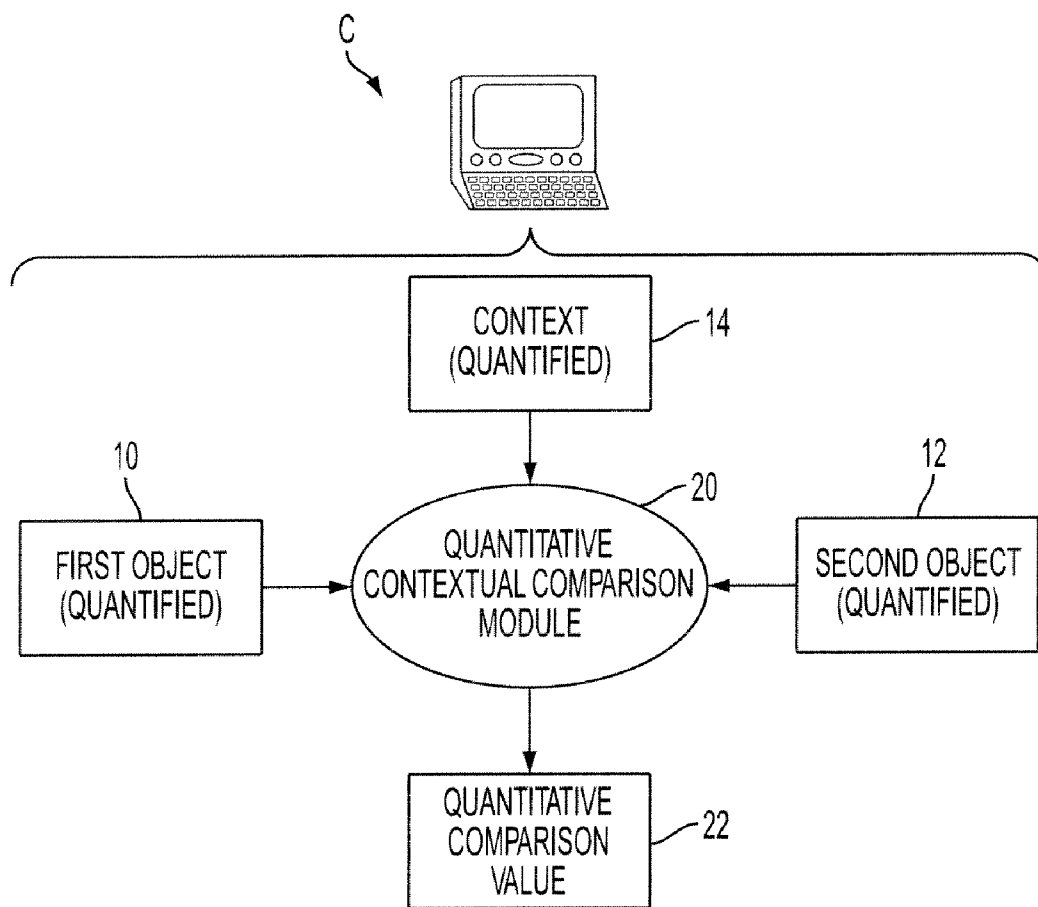 C
CONTEXT
(QUANTIFIED)
14
10
FIRST OBJECT
(QUANTIFIED)
20
QUANTITATIVE
CONTEXTUAL COMPARISON
MODULE
12
SECOND OBJECT
(QUANTIFIED)
QUANTITATIVE
COMPARISON
VALUE
22